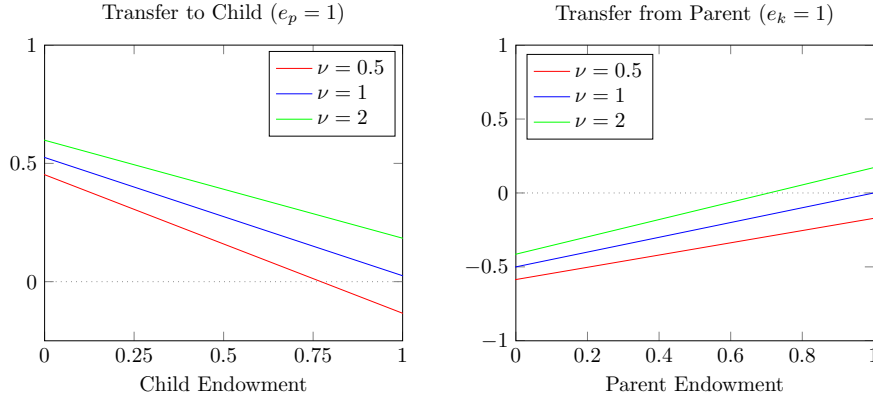 Transfer to Child ($e_p = 1$)
1
0.5
0
ν = 0.5
ν = 1
ν = 2
0 0.25 0.5 0.75 1
Child Endowment
Transfer from Parent ($e_k = 1$)
1
0.5
0
−0.5
−1
ν = 0.5
ν = 1
ν = 2
0 0.2 0.4 0.6 0.8 1
Parent Endowment